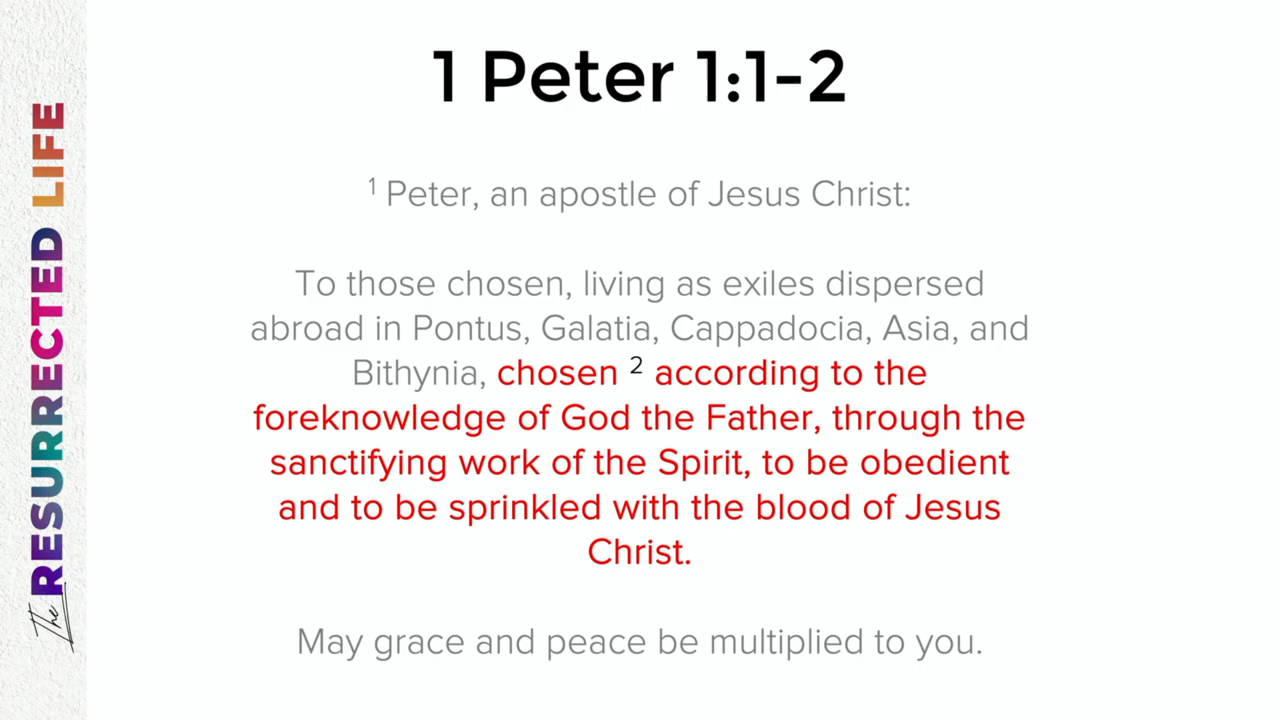 1 Peter 1:1-2
¹ Peter, an apostle of Jesus Christ:
To those chosen, living as exiles dispersed
abroad in Pontus, Galatia, Cappadocia, Asia, and
Bithynia, chosen ² according to the
foreknowledge of God the Father, through the
sanctifying work of the Spirit, to be obedient
and to be sprinkled with the blood of Jesus
Christ.
May grace and peace be multiplied to you.
The RESURRECTED LIFE